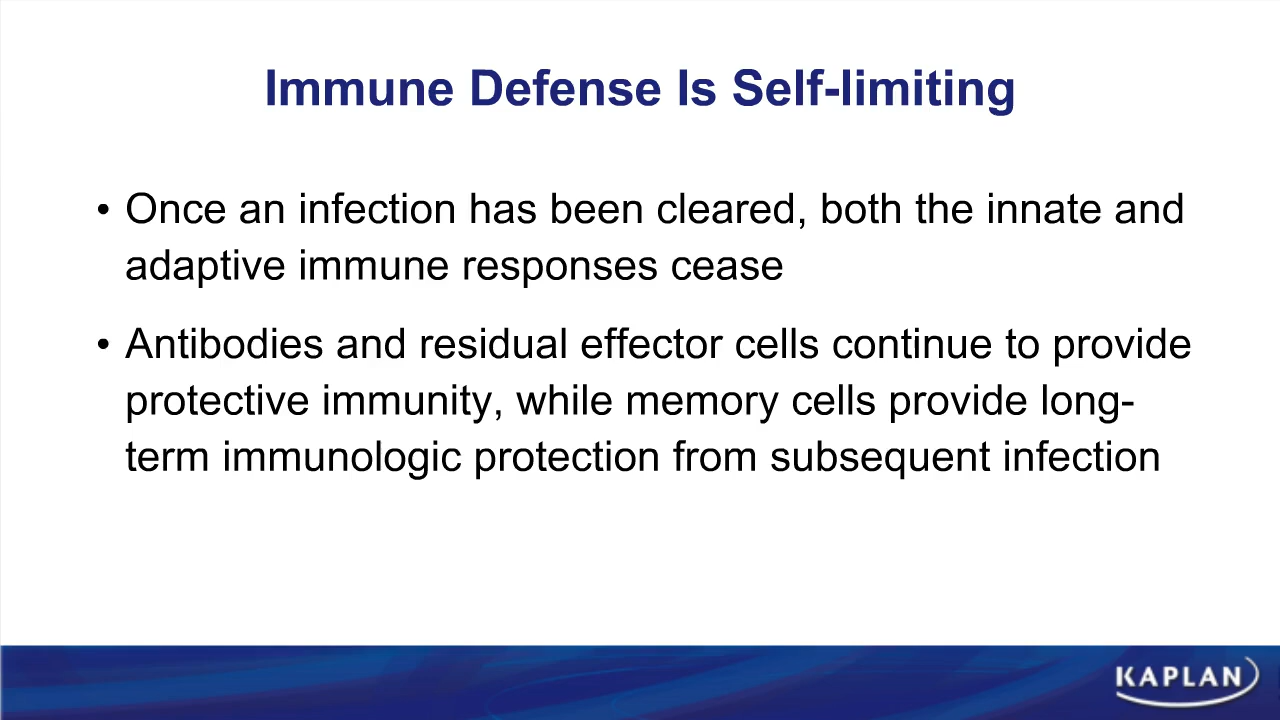 Immune Defense Is Self-limiting
• Once an infection has been cleared, both the innate and
adaptive immune responses cease
• Antibodies and residual effector cells continue to provide
protective immunity, while memory cells provide long-
term immunologic protection from subsequent infection
KAPLAN